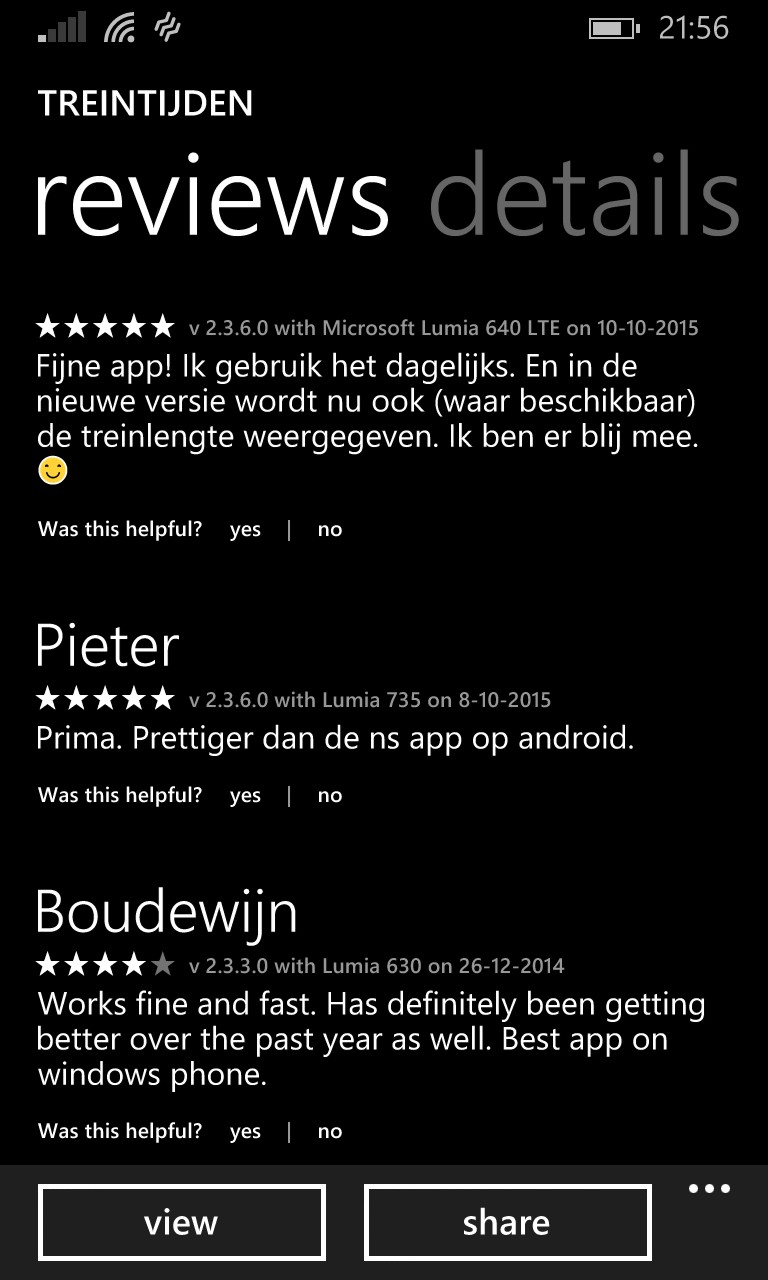 21:56
TREINTIJDEN
reviews details
v 2.3.6.0 with Microsoft Lumia 640 LTE on 10-10-2015
Fijne app! Ik gebruik het dagelijks. En in de
nieuwe versie wordt nu ook (waar beschikbaar)
de treinlengte weergegeven. Ik ben er blij mee.
Was this helpful? yes | no
Pieter
v 2.3.6.0 with Lumia 735 on 8-10-2015
Prima. Prettiger dan de ns app op android.
Was this helpful? yes | no
Boudewijn
v 2.3.3.0 with Lumia 630 on 26-12-2014
Works fine and fast. Has definitely been getting
better over the past year as well. Best app on
windows phone.
Was this helpful? yes | no
view share